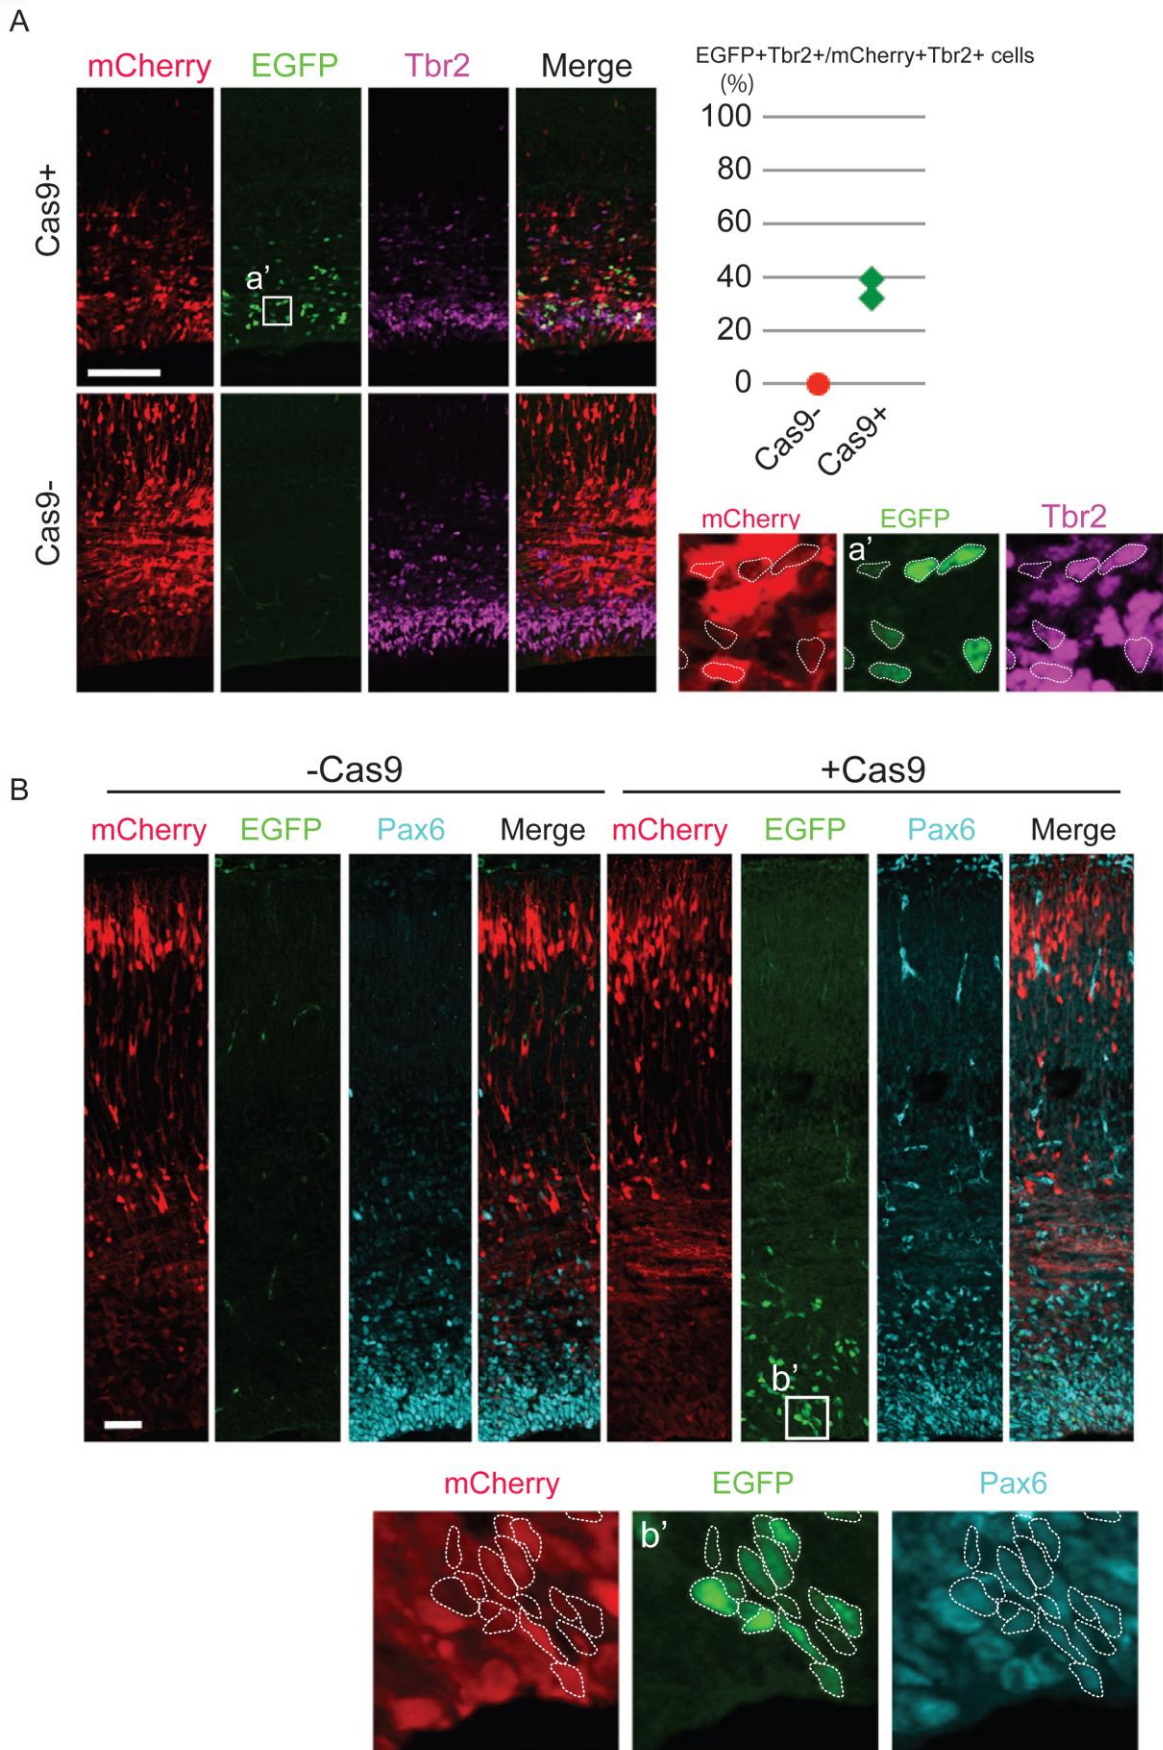 A
mCherry EGFP Tbr2 Merge
Cas9+
a’
Cas9-
EGFP+Tbr2+/mCherry+Tbr2+ cells
(%)
100
80
60
40
20
0
Cas9- Cas9+
mCherry EGFP Tbr2
a’
B
-Cas9 +Cas9
mCherry EGFP Pax6 Merge mCherry EGFP Pax6 Merge
b’
mCherry EGFP Pax6
b’